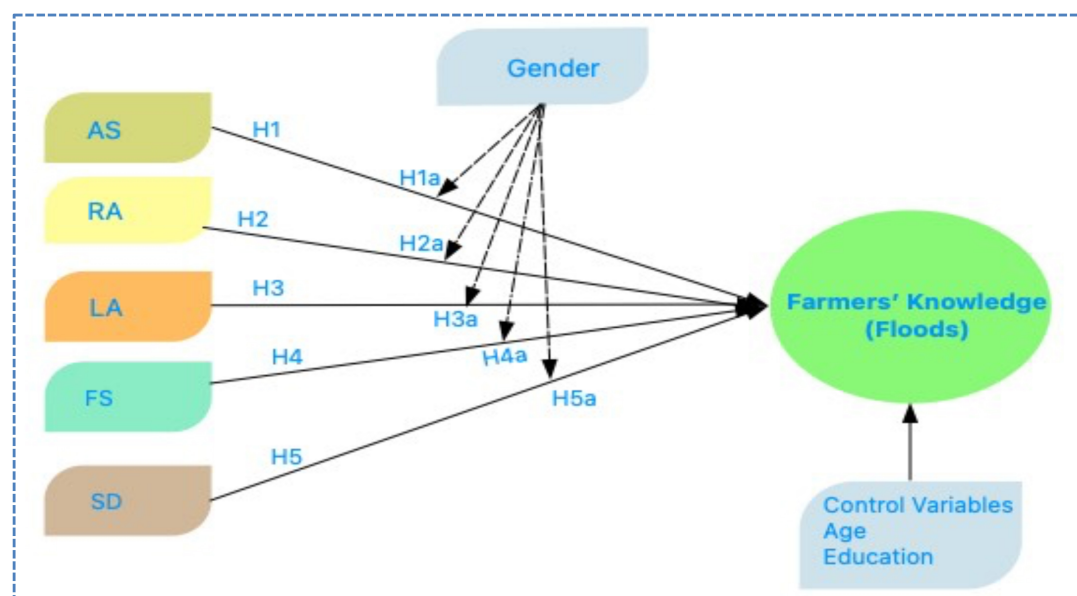 Gender
AS
H1
H1a
RA
H2
H2a
LA
H3
H3a
Farmers’ Knowledge
(Floods)
FS
H4
H4a
H5a
SD
H5
Control Variables
Age
Education